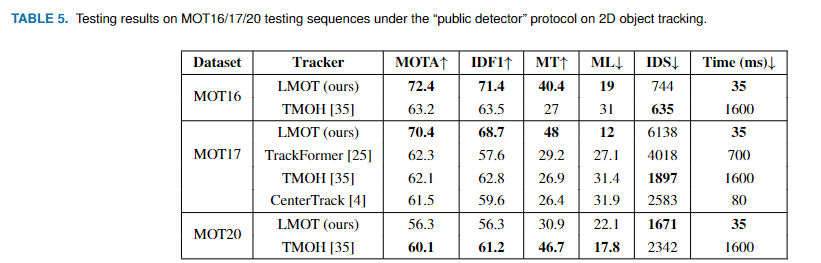 TABLE 5. Testing results on MOT16/17/20 testing sequences under the “public detector” protocol on 2D object tracking.
Dataset Tracker MOTA↑ IDF1↑ MT↑ ML↓ IDS↓ Time (ms)↓
MOT16 LMOT (ours) 72.4 71.4 40.4 19 744 35
TMOH [35] 63.2 63.5 27 31 635 1600
MOT17 LMOT (ours) 70.4 68.7 48 12 6138 35
TrackFormer [25] 62.3 57.6 29.2 27.1 4018 700
TMOH [35] 62.1 62.8 26.9 31.4 1897 1600
CenterTrack [4] 61.5 59.6 26.4 31.9 2583 80
MOT20 LMOT (ours) 56.3 56.3 30.9 22.1 1671 35
TMOH [35] 60.1 61.2 46.7 17.8 2342 1600